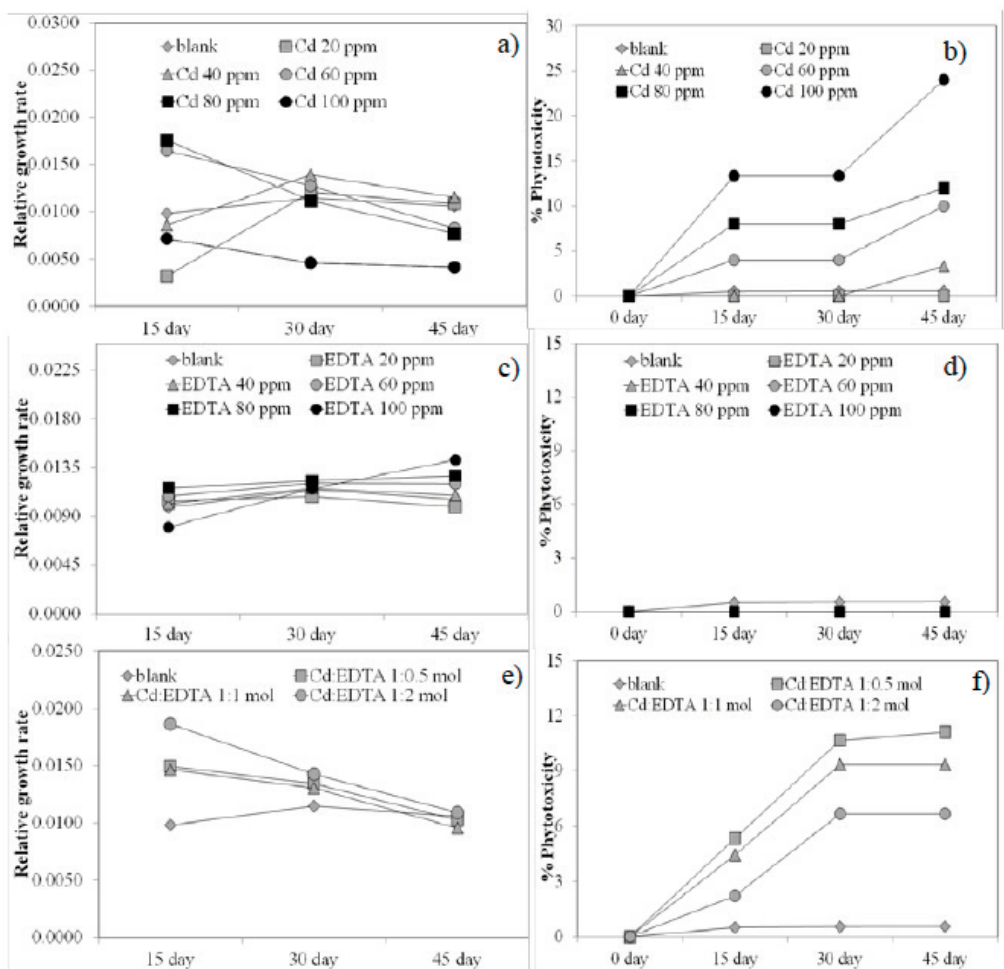 0.0300
0.0250
0.0200
0.0150
0.0100
0.0050
0.0000
Relative growth rate
blank Cd 20 ppm
Cd 40 ppm Cd 60 ppm
Cd 80 ppm Cd 100 ppm
a)
15 day 30 day 45 day
30
25
20
15
10
5
0
% Phytotoxicity
blank Cd 20 ppm
Cd 40 ppm Cd 60 ppm
Cd 80 ppm Cd 100 ppm
b)
0 day 15 day 30 day 45 day
0.0225
0.0180
0.0135
0.0090
0.0045
0.0000
Relative growth rate
blank EDTA 20 ppm
EDTA 40 ppm EDTA 60 ppm
EDTA 80 ppm EDTA 100 ppm
c)
15 day 30 day 45 day
15
12
9
6
3
0
% Phytotoxicity
blank EDTA 20 ppm
EDTA 40 ppm EDTA 60 ppm
EDTA 80 ppm EDTA 100 ppm
d)
0 day 15 day 30 day 45 day
0.0250
0.0200
0.0150
0.0100
0.0050
0.0000
Relative growth rate
blank Cd:EDTA 1:0.5 mol
Cd:EDTA 1:1 mol Cd:EDTA 1:2 mol
e)
15 day 30 day 45 day
15
12
9
6
3
0
% Phytotoxicity
blank Cd:EDTA 1:0.5 mol
Cd:EDTA 1:1 mol Cd:EDTA 1:2 mol
f)
0 day 15 day 30 day 45 day